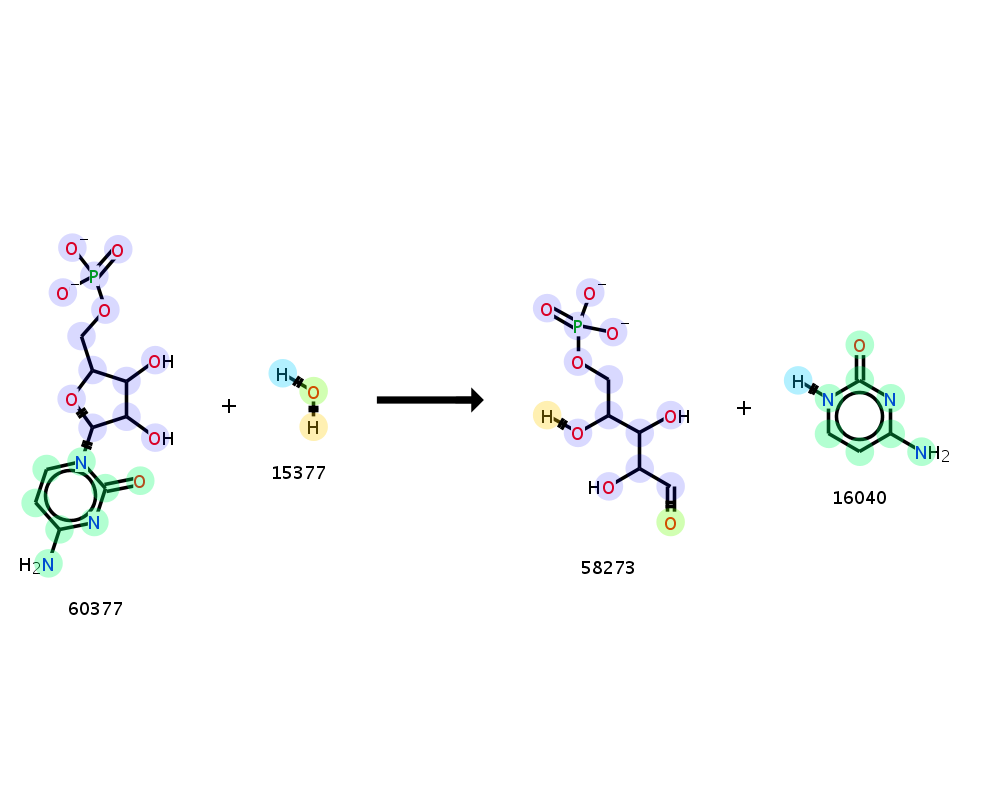 O⁻ O
O⁻ P
O
OH
O
OH
N
O
N
H₂N
60377
+
H
O
H
15377
O⁻
O
P O⁻
O
H OH
O
HO
O
58273
+
O
H
N N
NH₂
16040